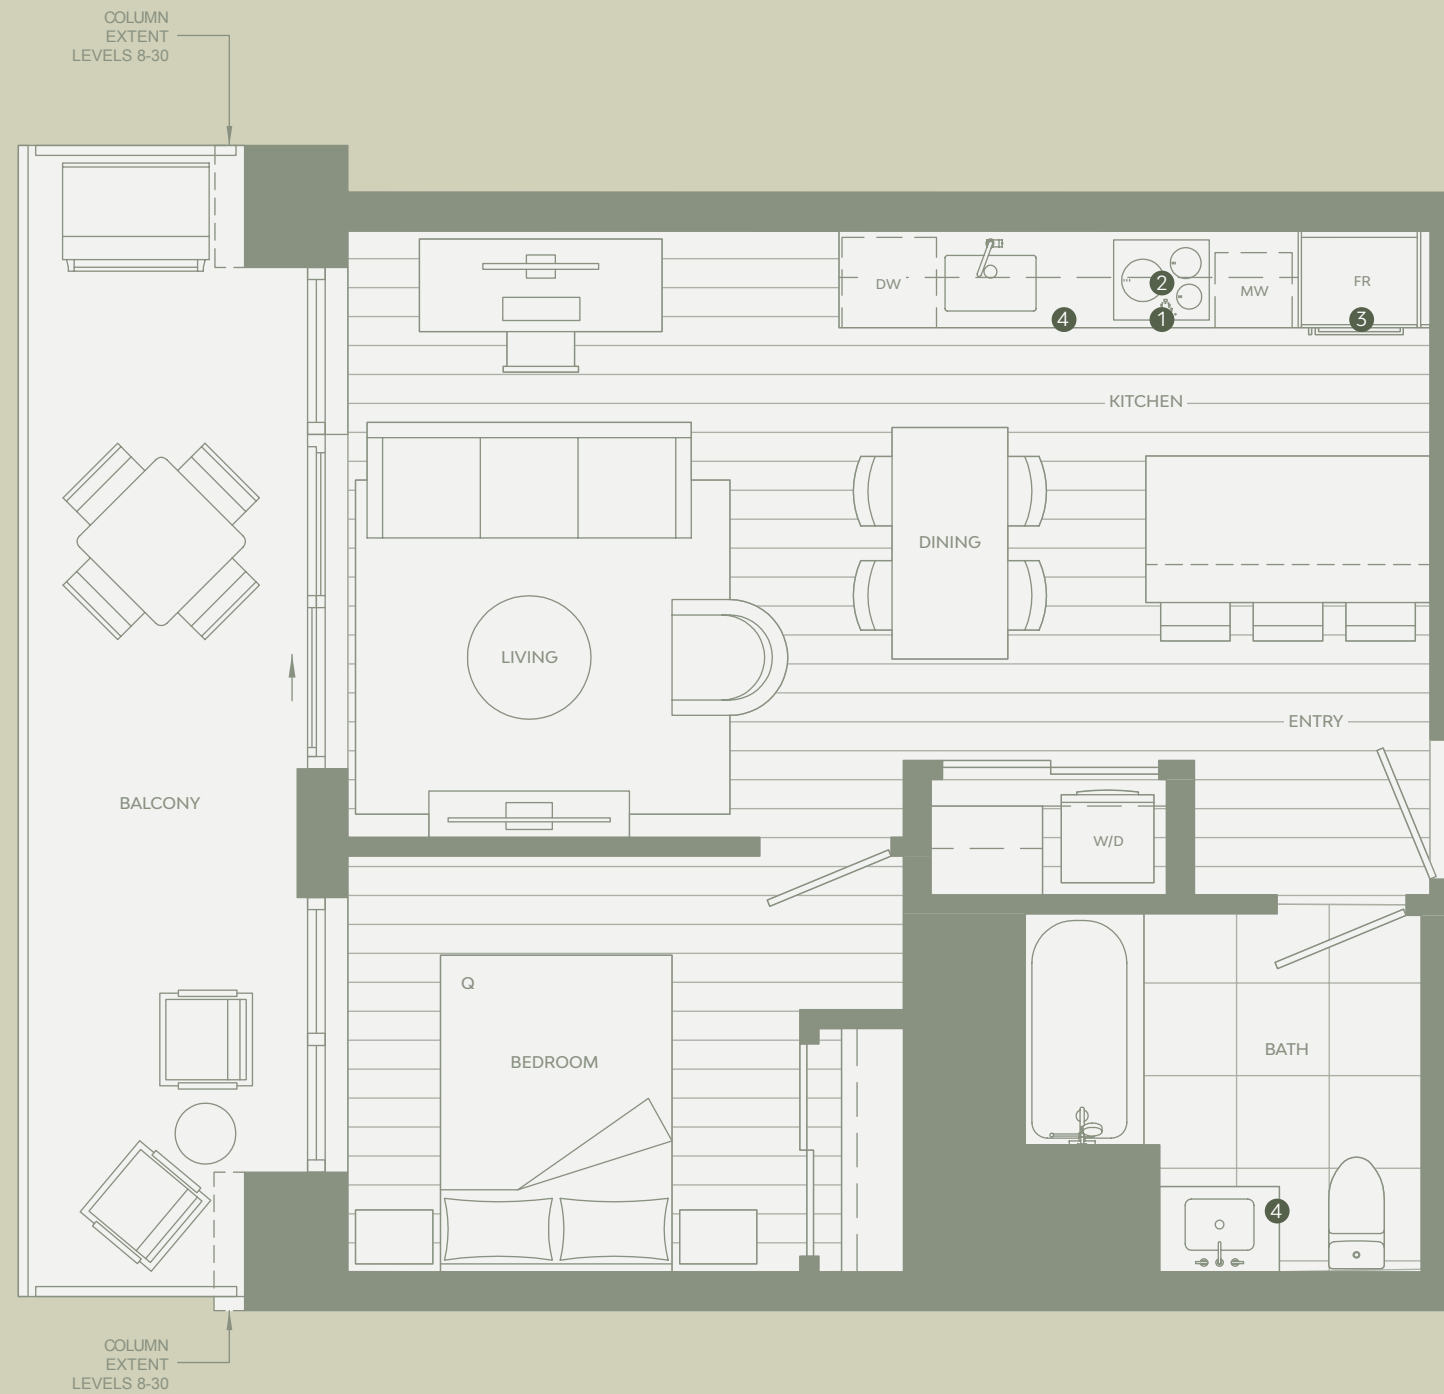 COLUMN
EXTENT
LEVELS 8-30
DW
2
MW
FR
4
1
3
KITCHEN
DINING
LIVING
ENTRY
BALCONY
W/D
Q
BEDROOM
BATH
4
COLUMN
EXTENT
LEVELS 8-30